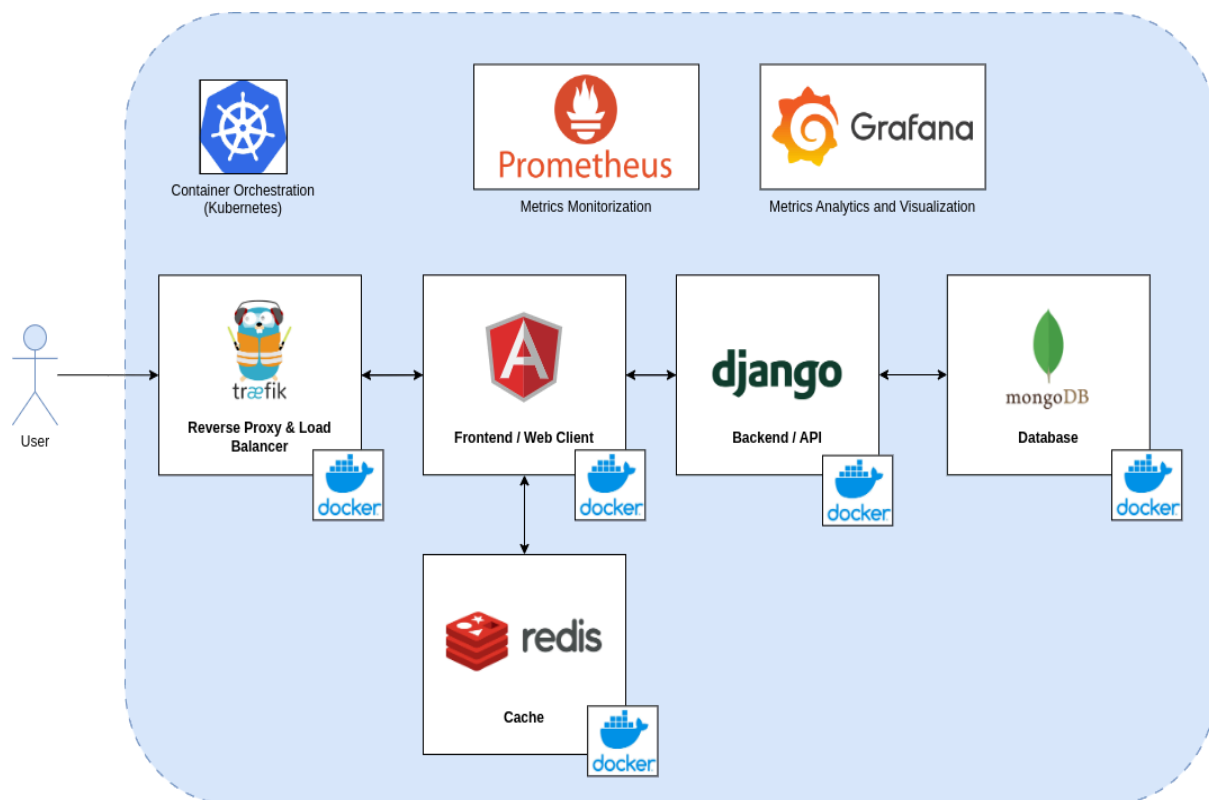 Prometheus
Grafana
Container Orchestration
(Kubernetes)
Metrics Monitorization
Metrics Analytics and Visualization
User
træfik
Reverse Proxy & Load
Balancer
docker
Frontend / Web Client
docker
django
Backend / API
docker
mongoDB
Database
docker
redis
Cache
docker